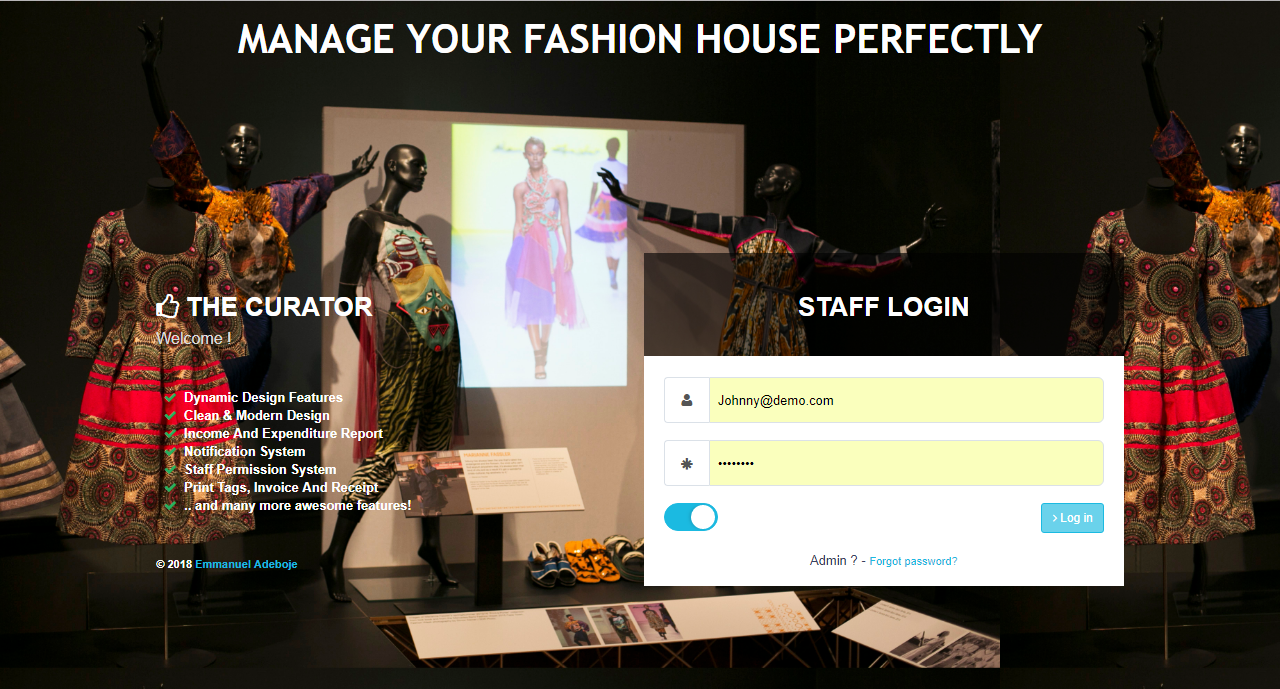 MANAGE YOUR FASHION HOUSE PERFECTLY
THE CURATOR
Welcome !
Dynamic Design Features
Clean & Modern Design
Income And Expenditure Report
Notification System
Staff Permission System
Print Tags, Invoice And Receipt
.. and many more awesome features!
© 2018 Emmanuel Adeboje
STAFF LOGIN
Johnny@demo.com
••••••••
Log in
Admin ? - Forgot password?